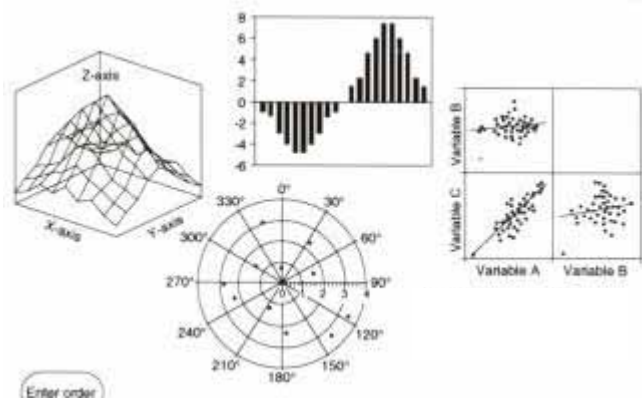 Z-axis
X-axis
Y-axis
8
6
4
2
0
-2
-4
-6
0°
30°
60°
90°
120°
150°
180°
210°
240°
270°
300°
330°
0 1 2 3 4
Variable B
Variable C
Variable A
Variable B
Enter order